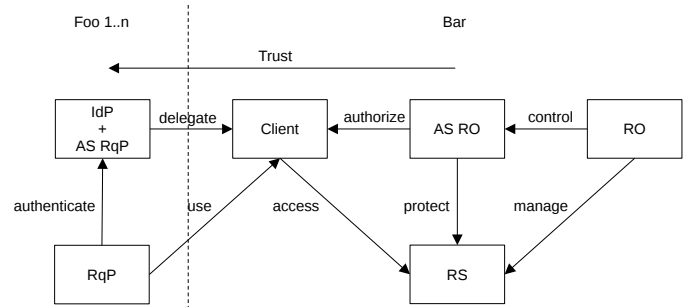 Foo 1..n
Bar
Trust
IdP
+
AS RqP
delegate
Client
authorize
AS RO
control
RO
authenticate
use
access
protect
manage
RqP
RS